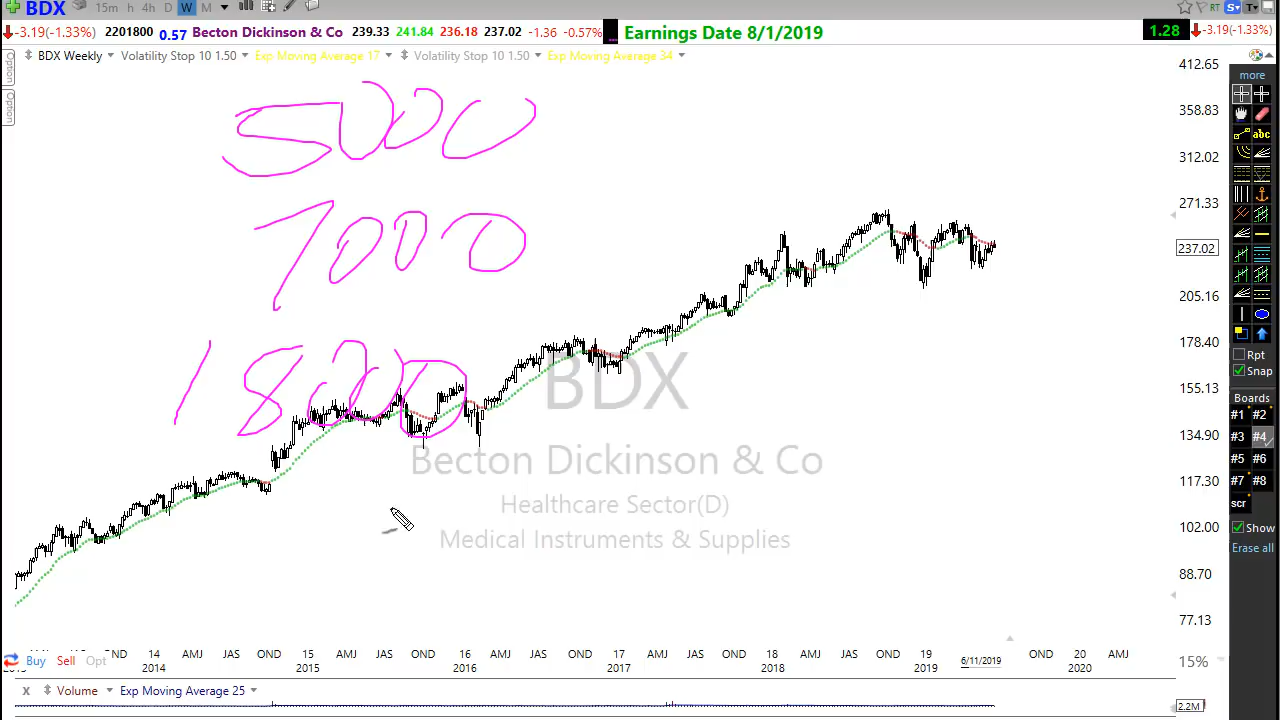 BDX 15m h 4h D W M RT S T
-3.19(-1.33%) 2201800 0.57 Becton Dickinson & Co 239.33 241.84 236.18 237.02 -1.36 -0.57% Earnings Date 8/1/2019 1.28 -3.19(-1.33%)
BDX Weekly Volatility Stop 10 1.50 Exp Moving Average 17 Volatility Stop 10 1.50 Exp Moving Average 34
Option
Option
5000
7000
1800
BDX
Becton Dickinson & Co
Healthcare Sector(D)
Medical Instruments & Supplies
412.65
358.83
312.02
271.33
237.02
205.16
178.40
155.13
134.90
117.30
102.00
88.70
77.13
15%
more
abc
Rpt
Snap
Boards
#1 #2
#3 #4
#5 #6
#7 #8
scr
Show
Erase all
OND 14 AMJ JAS OND 15 AMJ JAS OND 16 AMJ JAS OND 17 AMJ JAS OND 18 AMJ JAS OND 19 OND 20 AMJ
2014 2015 2016 2017 2018 2019 6/11/2019 2020
Buy Sell Opt
x Volume Exp Moving Average 25
2.2M